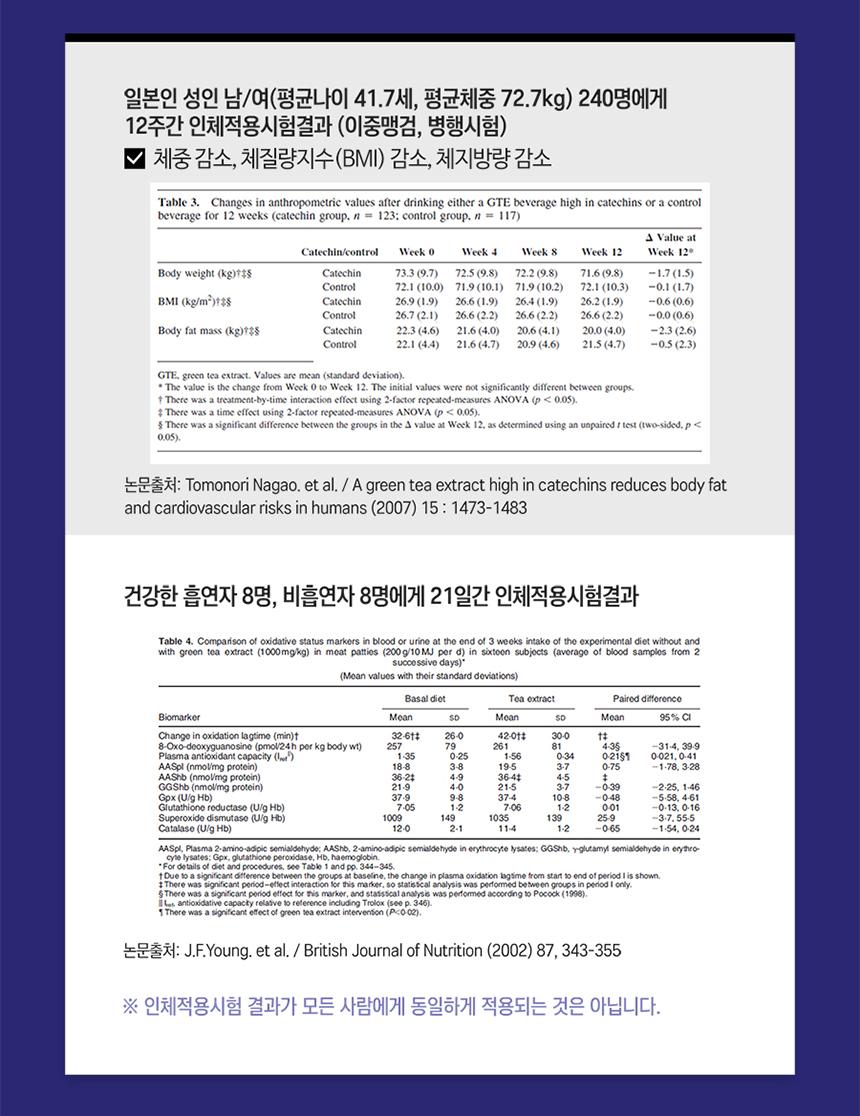 일본인 성인 남/여(평균나이 41.7세, 평균체중 72.7kg) 240명에게
12주간 인체적용시험결과 (이중맹검, 병행시험)
체중 감소, 체질량지수(BMI) 감소, 체지방량 감소
Table 3. Changes in anthropometric values after drinking either a GTE beverage high in catechins or a control
beverage for 12 weeks (catechin group, n = 123; control group, n = 117)
Catechin/control Week 0 Week 4 Week 8 Week 12 Δ Value at Week 12*
Body weight (kg)†‡§ Catechin 73.3 (9.7) 72.5 (9.8) 72.2 (9.8) 71.6 (9.8) −1.7 (1.5)
Control 72.1 (10.0) 71.9 (10.1) 71.9 (10.2) 72.1 (10.3) −0.1 (1.7)
BMI (kg/m²)†‡§ Catechin 26.9 (1.9) 26.6 (1.9) 26.4 (1.9) 26.2 (1.9) −0.6 (0.6)
Control 26.7 (2.1) 26.6 (2.2) 26.6 (2.2) 26.6 (2.2) −0.0 (0.6)
Body fat mass (kg)†‡§ Catechin 22.3 (4.6) 21.6 (4.0) 20.6 (4.1) 20.0 (4.0) −2.3 (2.6)
Control 22.1 (4.4) 21.6 (4.7) 20.9 (4.6) 21.5 (4.7) −0.5 (2.3)
GTE, green tea extract. Values are mean (standard deviation).
* The value is the change from Week 0 to Week 12. The initial values were not significantly different between groups.
† There was a treatment-by-time interaction effect using 2-factor repeated-measures ANOVA (p < 0.05).
‡ There was a time effect using 2-factor repeated-measures ANOVA (p < 0.05).
§ There was a significant difference between the groups in the Δ value at Week 12, as determined using an unpaired t test (two-sided, p <
0.05).
논문출처: Tomonori Nagao. et al. / A green tea extract high in catechins reduces body fat
and cardiovascular risks in humans (2007) 15 : 1473-1483
건강한 흡연자 8명, 비흡연자 8명에게 21일간 인체적용시험결과
Table 4. Comparison of oxidative status markers in blood or urine at the end of 3 weeks intake of the experimental diet without and
with green tea extract (1000mg/kg) in meat patties (200g/10MJ per d) in sixteen subjects (average of blood samples from 2
successive days)*
(Mean values with their standard deviations)
Basal diet Tea extract Paired difference
Biomarker Mean SD Mean SD Mean 95% CI
Change in oxidation lagtime (min)† 32·6†‡ 26·0 42·0†‡ 30·0 †‡
8-Oxo-deoxyguanosine (pmol/24h per kg body wt) 257 79 261 81 4·3§ −31·4, 39·9
Plasma antioxidant capacity (Iref‖) 1·35 0·25 1·56 0·34 0·21§¶ 0·021, 0·41
AASpl (nmol/mg protein) 18·8 3·8 19·5 3·7 0·75 −1·78, 3·28
AAShb (nmol/mg protein) 36·2‡ 4·9 36·4‡ 4·5 ‡
GGShb (nmol/mg protein) 21·9 4·0 21·5 3·7 −0·39 −2·25, 1·46
Gpx (U/g Hb) 37·9 9·8 37·4 10·8 −0·48 −5·58, 4·61
Glutathione reductase (U/g Hb) 7·05 1·2 7·06 1·2 0·01 −0·13, 0·16
Superoxide dismutase (U/g Hb) 1009 149 1035 139 25·9 −3·7, 55·5
Catalase (U/g Hb) 12·0 2·1 11·4 1·2 −0·65 −1·54, 0·24
AASpl, Plasma 2-amino-adipic semialdehyde; AAShb, 2-amino-adipic semialdehyde in erythrocyte lysates; GGShb, γ-glutamyl semialdehyde in erythro-
cyte lysates; Gpx, glutathione peroxidase, Hb, haemoglobin.
* For details of diet and procedures, see Table 1 and pp. 344–345.
† Due to a significant difference between the groups at baseline, the change in plasma oxidation lagtime from start to end of period I is shown.
‡ There was significant period–effect interaction for this marker, so statistical analysis was performed between groups in period I only.
§ There was a significant period effect for this marker, and statistical analysis was performed according to Pocock (1998).
‖ Iref, antioxidative capacity relative to reference including Trolox (see p. 346).
¶ There was a significant effect of green tea extract intervention (P<0·02).
논문출처: J.F.Young. et al. / British Journal of Nutrition (2002) 87, 343-355
※ 인체적용시험 결과가 모든 사람에게 동일하게 적용되는 것은 아닙니다.